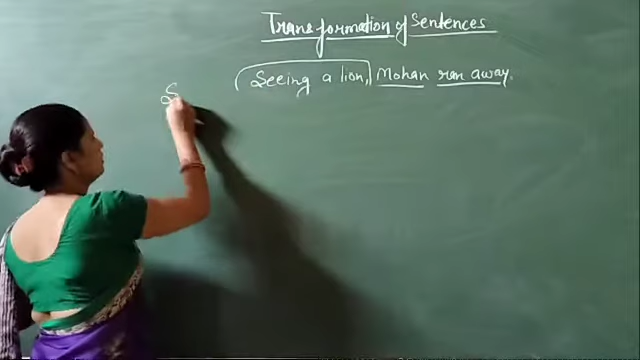 Transformation of Sentences
Seeing a lion, Mohan ran away.
S